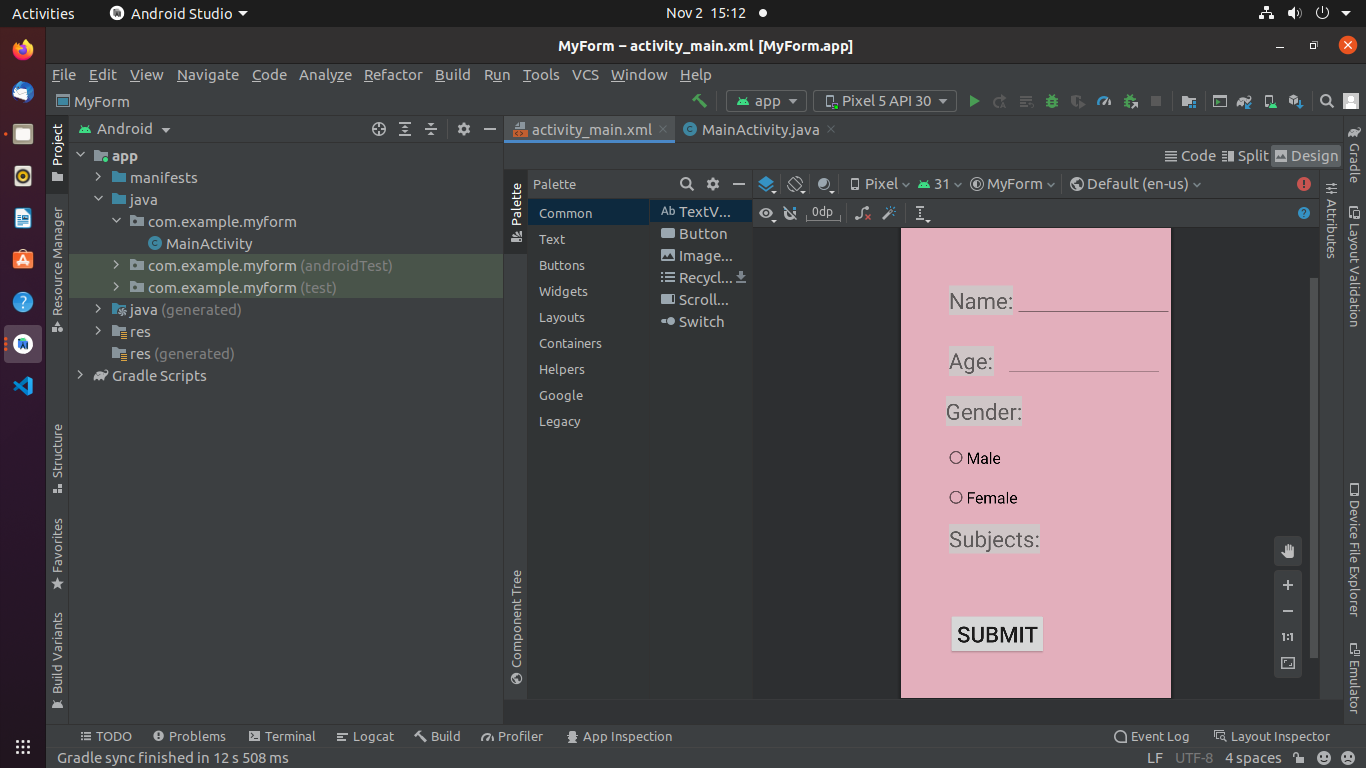 Activities Android Studio Nov 2 15:12
MyForm – activity_main.xml [MyForm.app]
File Edit View Navigate Code Analyze Refactor Build Run Tools VCS Window Help
MyForm app Pixel 5 API 30
Project
Android
activity_main.xml MainActivity.java
Gradle
app
Code Split Design
manifests
Palette
Palette
Pixel 31 MyForm Default (en-us)
Attributes
java
Common
Ab TextV...
0dp
Layout Validation
Resource Manager
com.example.myform
Text
Button
MainActivity
Buttons
Image...
com.example.myform (androidTest)
Widgets
Recycl...
com.example.myform (test)
Layouts
Scroll...
java (generated)
Containers
Switch
res
Helpers
res (generated)
Google
Gradle Scripts
Legacy
Name:
Age:
Gender:
Male
Female
Subjects:
SUBMIT
Structure
Favorites
Build Variants
Component Tree
1:1
Device File Explorer
Emulator
TODO Problems Terminal Logcat Build Profiler App Inspection Event Log Layout Inspector
Gradle sync finished in 12 s 508 ms LF UTF-8 4 spaces